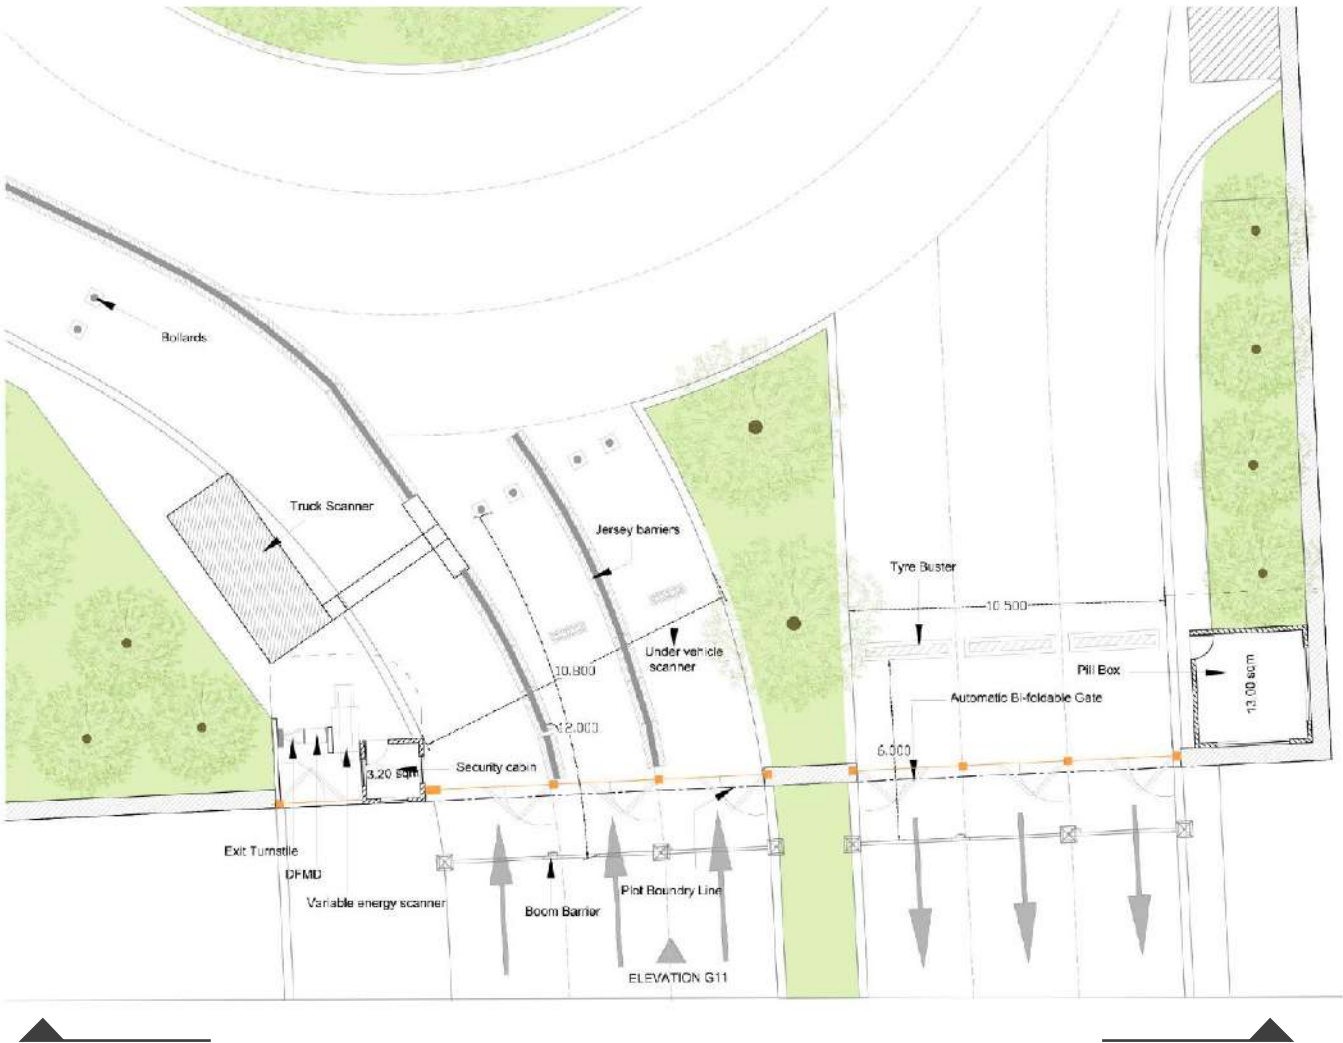 Bollards
Truck Scanner
Jersey barriers
Tyre Buster
10.500
Under vehicle
scanner
10.800
Pill Box
13.00 sqm
Automatic Bi-foldable Gate
12.000
6.000
Security cabin
3.20 sqm
Exit Turnstile
DFMD
Variable energy scanner
Boom Barrier
Plot Boundry Line
ELEVATION G11